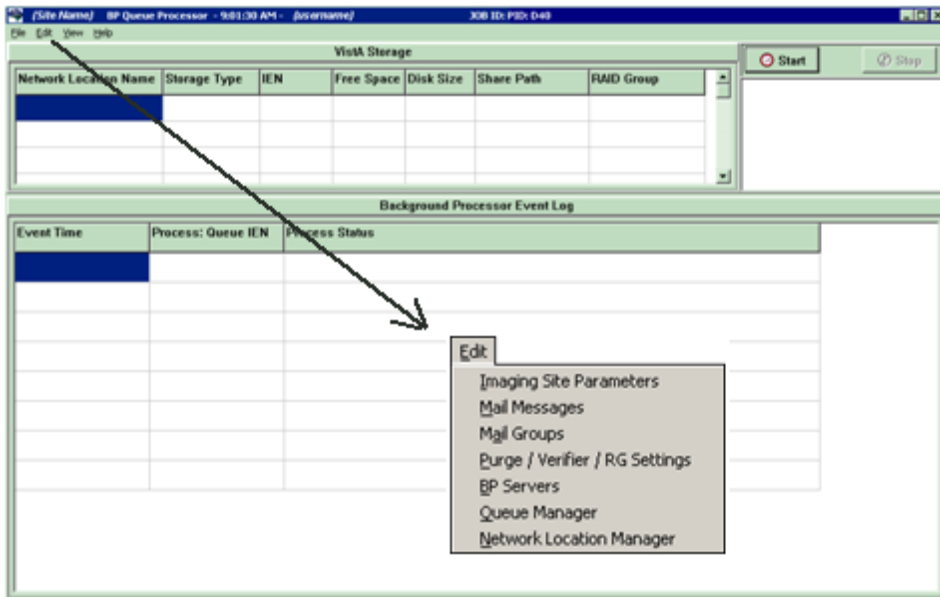 (Site Name) BP Queue Processor - 9:01:30 AM - (username) JOB ID: PID: D40
File Edit View Help
VistA Storage
Start
Stop
Network Location Name Storage Type IEN Free Space Disk Size Share Path RAID Group
Background Processor Event Log
Event Time Process: Queue IEN Process Status
Edit
Imaging Site Parameters
Mail Messages
Mail Groups
Purge / Verifier / RG Settings
BP Servers
Queue Manager
Network Location Manager